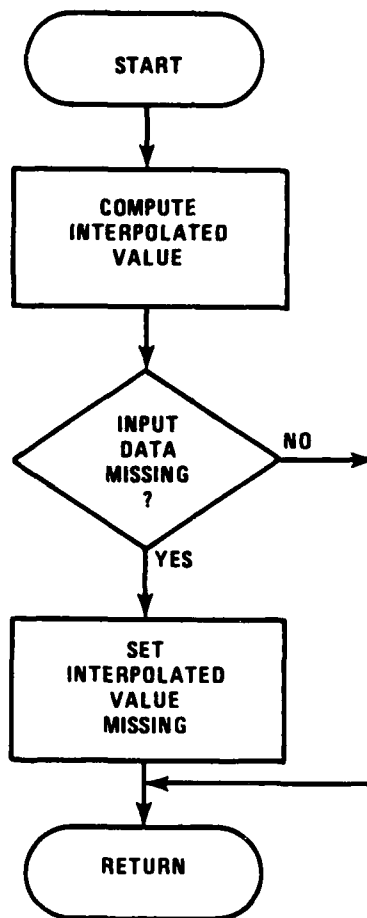 START
COMPUTE
INTERPOLATED
VALUE
INPUT
DATA
MISSING
?
NO
YES
SET
INTERPOLATED
VALUE
MISSING
RETURN